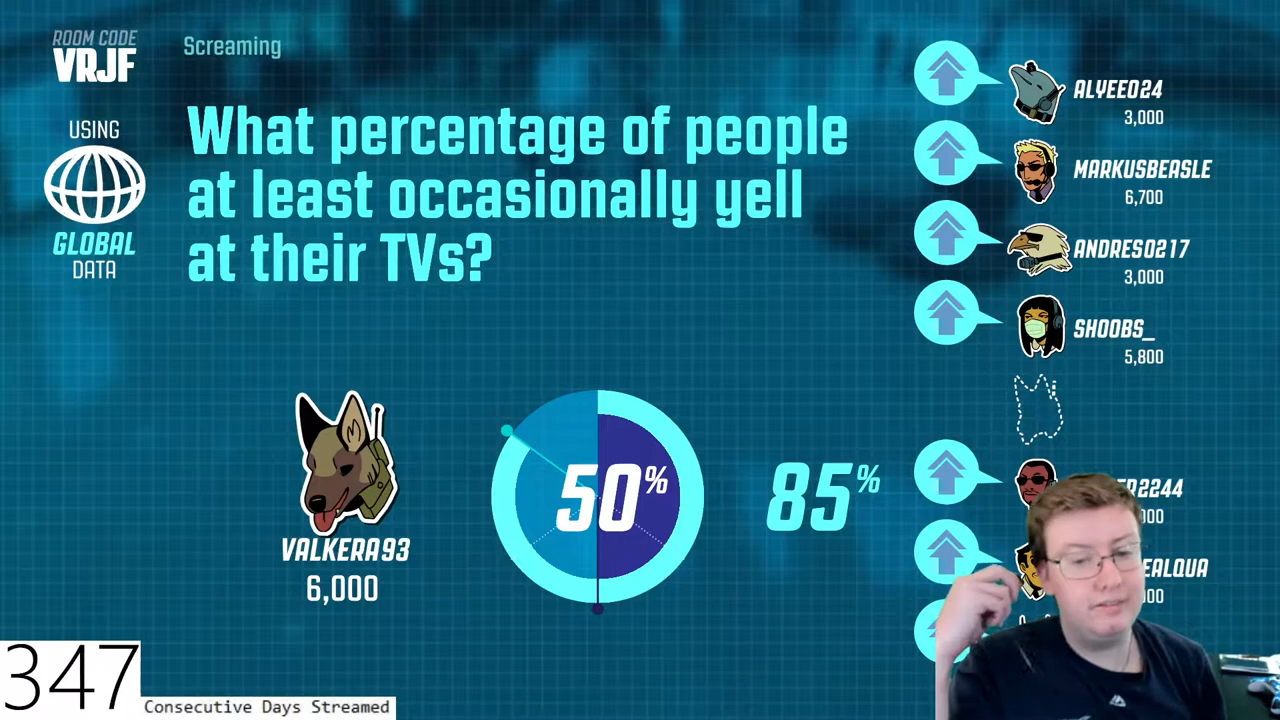 ROOM CODE
VRJF
Screaming
USING
GLOBAL
DATA
What percentage of people
at least occasionally yell
at their TVs?
ALYEEO24
3,000
MARKUSBEASLE
6,700
ANDRES0217
3,000
SHOOBS_
5,800
VALKERA93
6,000
50%
85%
347
Consecutive Days Streamed